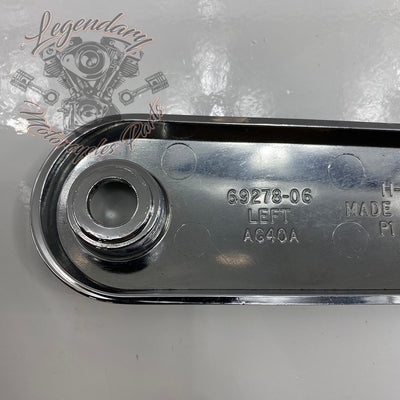 Legendary
Motorcycles Parts
69278-06
LEFT
AC40A
MADE
P1